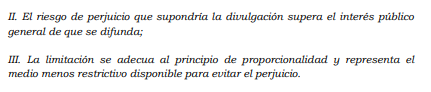 II. El riesgo de perjuicio que supondría la divulgación supera el interés público
general de que se difunda;
III. La limitación se adecua al principio de proporcionalidad y representa el
medio menos restrictivo disponible para evitar el perjuicio.